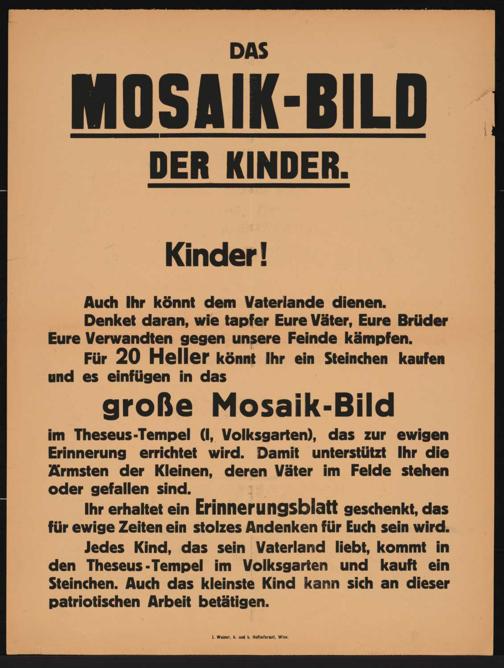 DAS
MOSAIK-BILD
DER KINDER.
Kinder!
Auch Ihr könnt dem Vaterlande dienen.
Denket daran, wie tapfer Eure Väter, Eure Brüder
Eure Verwandten gegen unsere Feinde kämpfen.
Für 20 Heller könnt Ihr ein Steinchen kaufen
und es einfügen in das
große Mosaik-Bild
im Theseus-Tempel (I, Volksgarten), das zur ewigen
Erinnerung errichtet wird. Damit unterstützt Ihr die
Ärmsten der Kleinen, deren Väter im Felde stehen
oder gefallen sind.
Ihr erhaltet ein Erinnerungsblatt geschenkt, das
für ewige Zeiten ein stolzes Andenken für Euch sein wird.
Jedes Kind, das sein Vaterland liebt, kommt in
den Theseus-Tempel im Volksgarten und kauft ein
Steinchen. Auch das kleinste Kind kann sich an dieser
patriotischen Arbeit betätigen.
J. Weiner, k. und k. Hoflieferant, Wien.